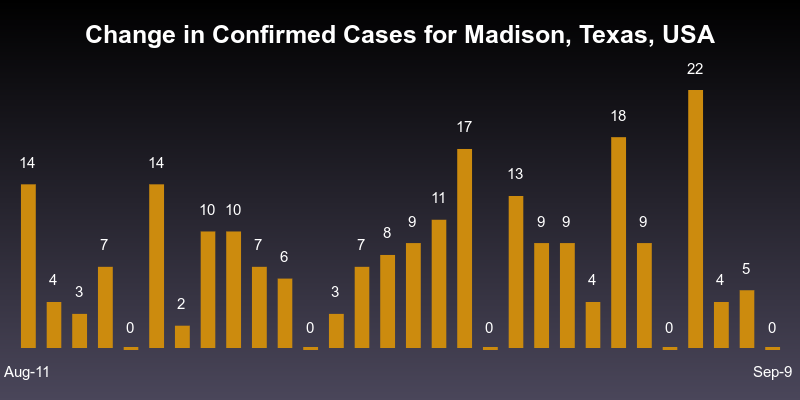 Change in Confirmed Cases for Madison, Texas, USA
14 4 3 7 0 14 2 10 10 7 6 0 3 7 8 9 11 17 0 13 9 9 4 18 9 0 22 4 5 0
Aug-11 Sep-9